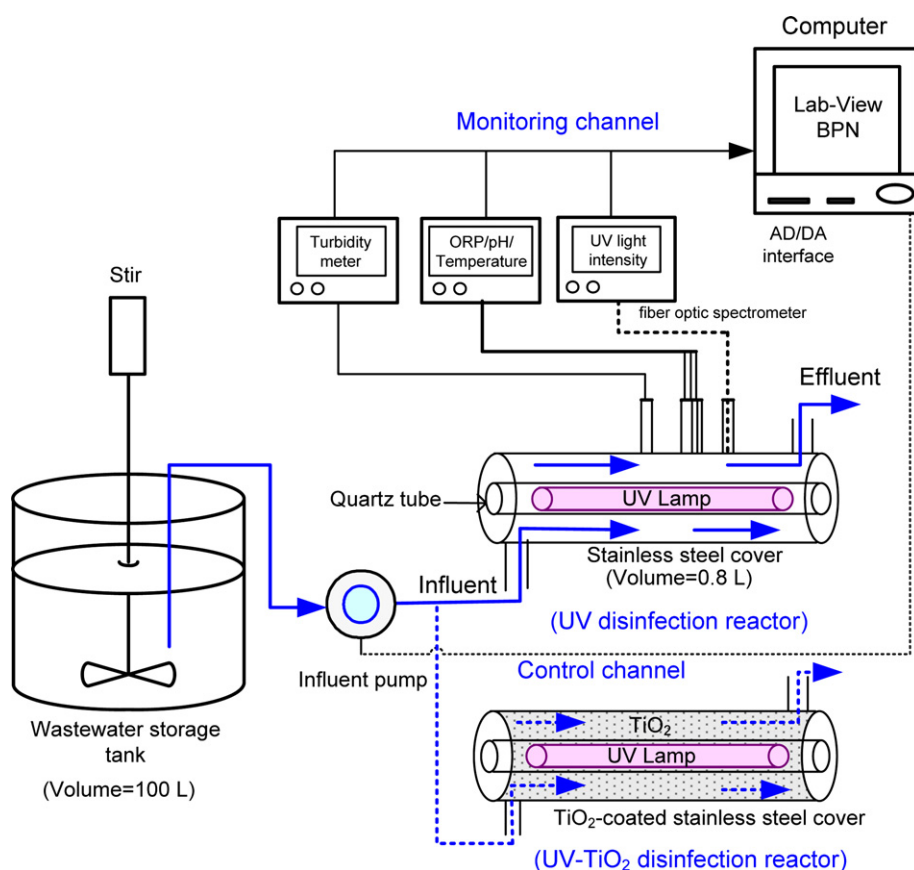 Computer
Lab-View
BPN
Monitoring channel
AD/DA
interface
Turbidity
meter
ORP/pH/
Temperature
UV light
intensity
Stir
fiber optic spectrometer
Effluent
Quartz tube
UV Lamp
Stainless steel cover
(Volume=0.8 L)
Influent
(UV disinfection reactor)
Influent pump
Control channel
Wastewater storage
tank
(Volume=100 L)
TiO₂
UV Lamp
TiO₂-coated stainless steel cover
(UV-TiO₂ disinfection reactor)